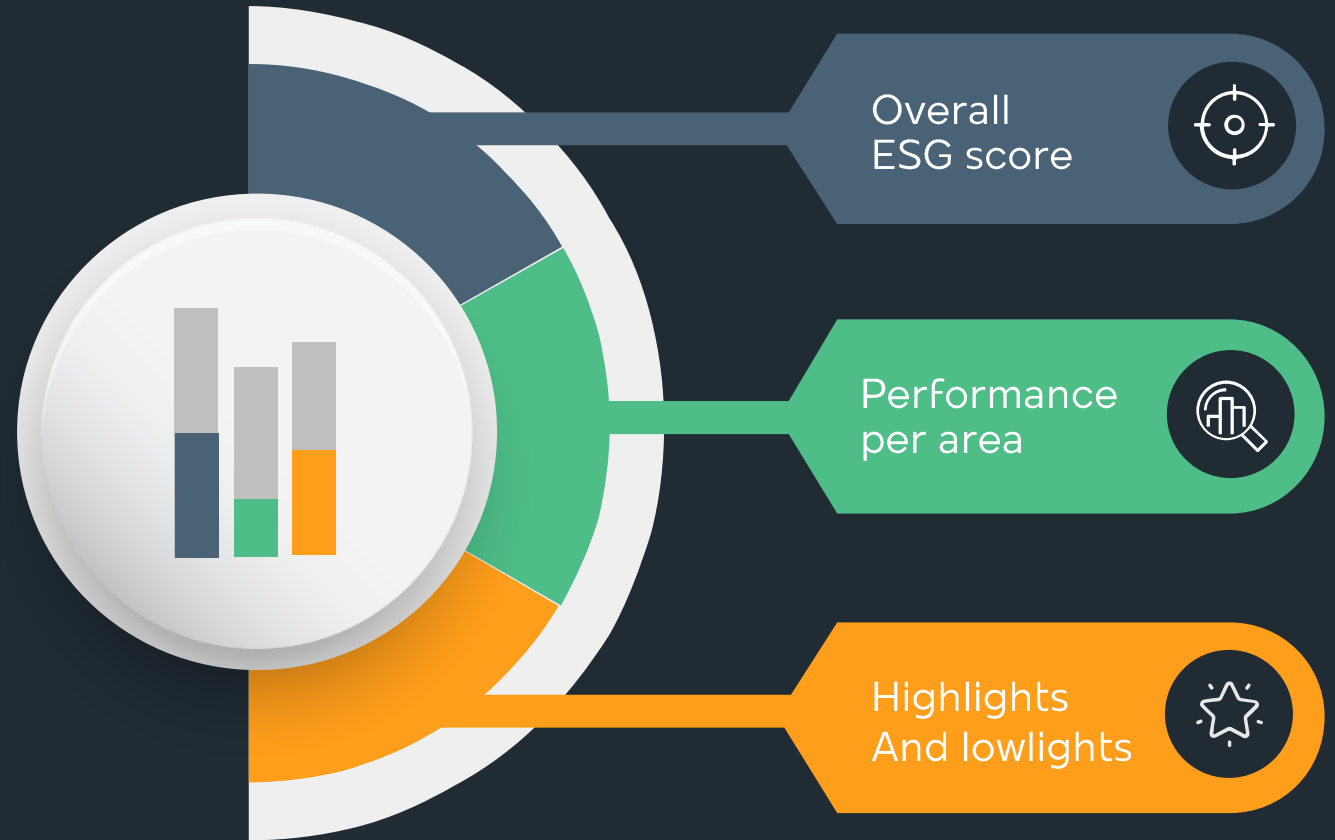 Overall
ESG score
Performance
per area
Highlights
And lowlights